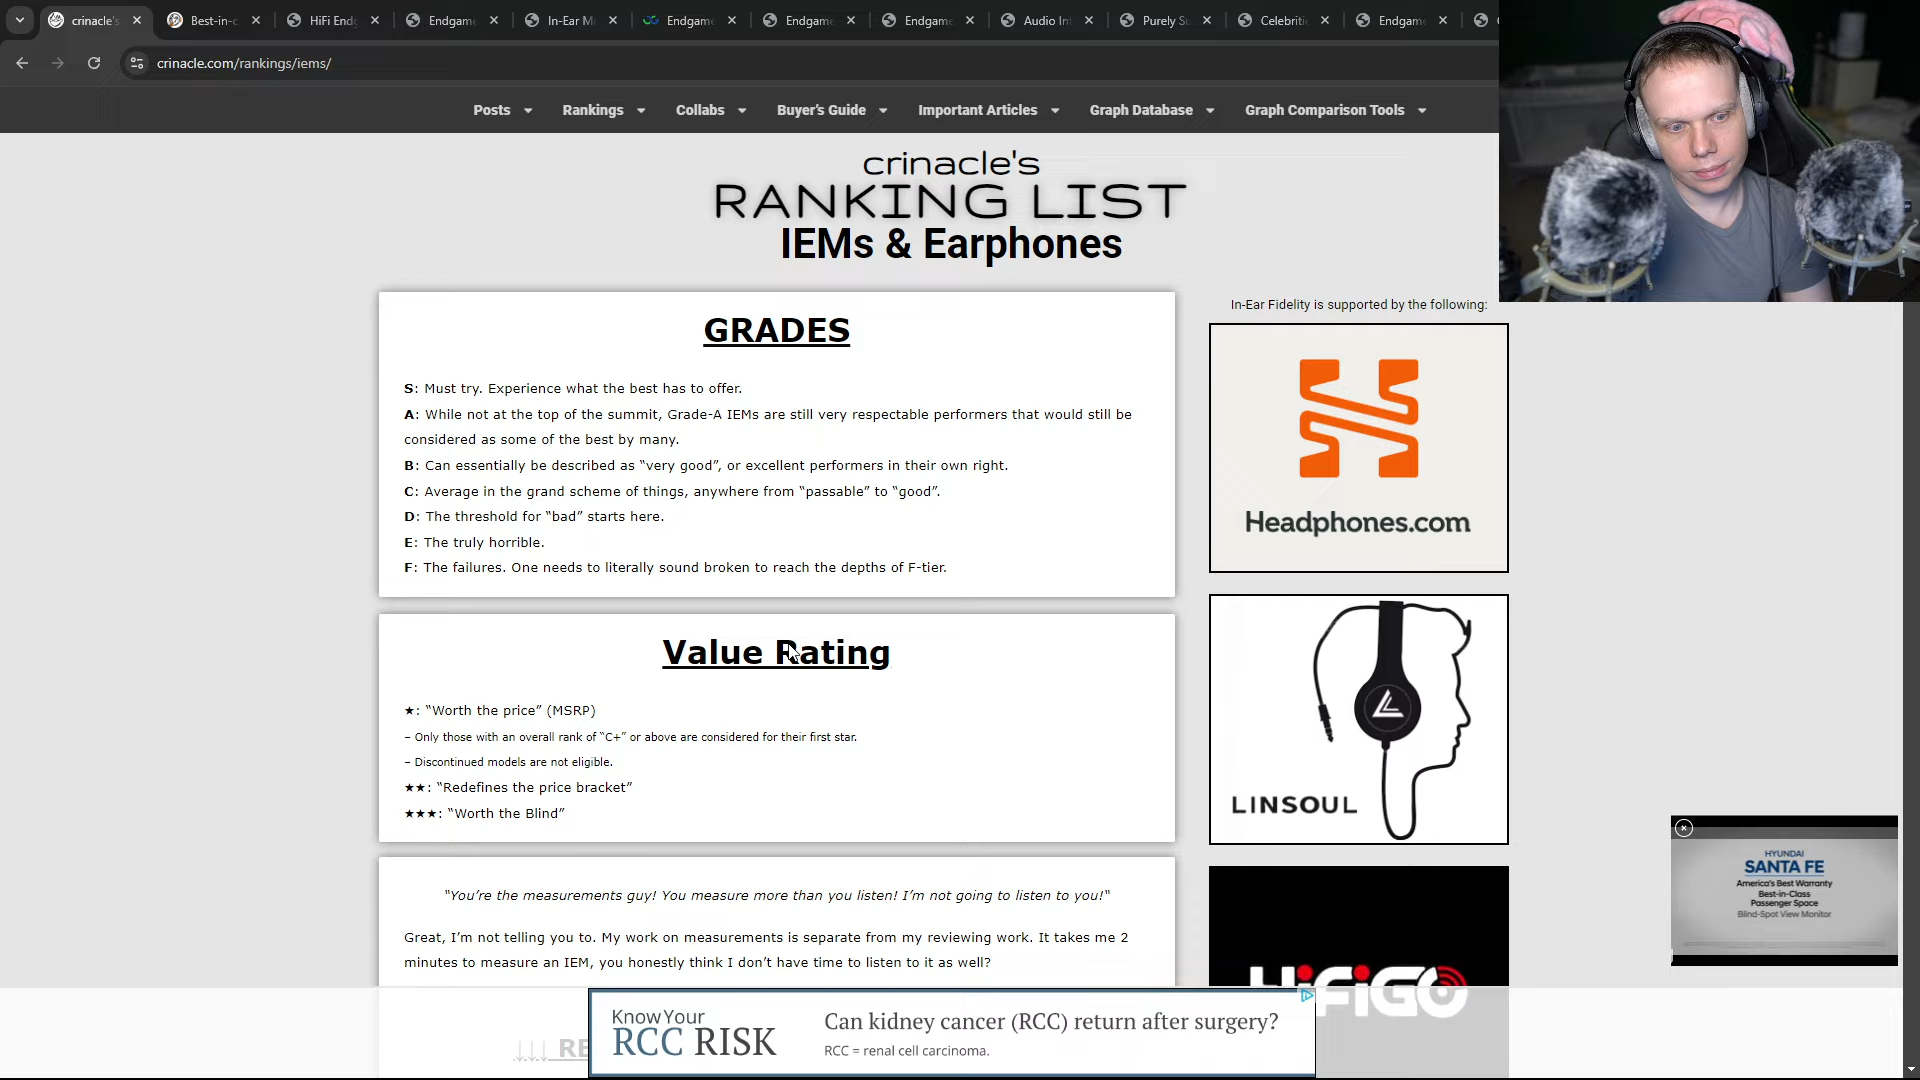 crinacle's
Best-in-c
HiFi Endg
Endgame
In-Ear M
Endgame
Endgame
Endgame
Audio Int
Purely Su
Celebritie
Endgame
crinacle.com/rankings/iems/
Posts
Rankings
Collabs
Buyer's Guide
Important Articles
Graph Database
Graph Comparison Tools
crinacle's
RANKING LIST
IEMs & Earphones
GRADES
S: Must try. Experience what the best has to offer.
A: While not at the top of the summit, Grade-A IEMs are still very respectable performers that would still be
considered as some of the best by many.
B: Can essentially be described as “very good”, or excellent performers in their own right.
C: Average in the grand scheme of things, anywhere from “passable” to “good”.
D: The threshold for “bad” starts here.
E: The truly horrible.
F: The failures. One needs to literally sound broken to reach the depths of F-tier.
Value Rating
★: “Worth the price” (MSRP)
– Only those with an overall rank of “C+” or above are considered for their first star.
– Discontinued models are not eligible.
★★: “Redefines the price bracket”
★★★: “Worth the Blind”
“You’re the measurements guy! You measure more than you listen! I’m not going to listen to you!“
Great, I’m not telling you to. My work on measurements is separate from my reviewing work. It takes me 2
minutes to measure an IEM, you honestly think I don’t have time to listen to it as well?
↓↓↓ RE
In-Ear Fidelity is supported by the following:
Headphones.com
LINSOUL
HiFiGO
HYUNDAI
SANTA FE
America's Best Warranty
Best-in-Class
Passenger Space
Blind-Spot View Monitor
Know Your
RCC RISK
Can kidney cancer (RCC) return after surgery?
RCC = renal cell carcinoma.